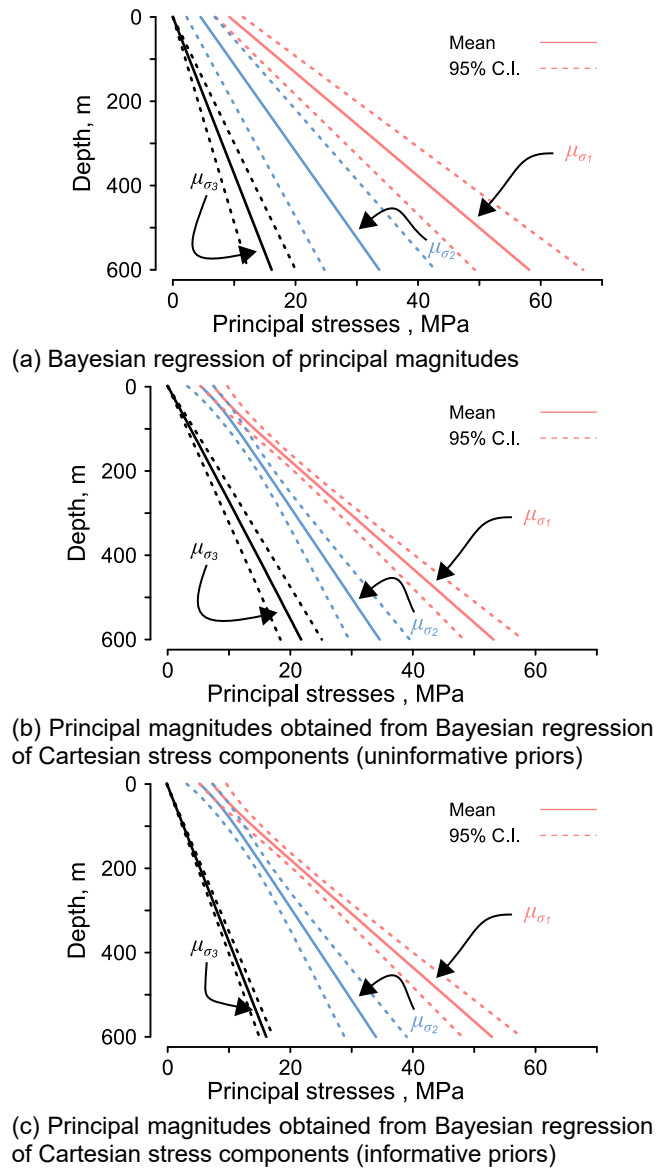 0
200
400
600
Depth, m
Mean
95% C.I.
μσ1
μσ3
μσ2
0 20 40 60
Principal stresses , MPa
(a) Bayesian regression of principal magnitudes
0
200
400
600
Depth, m
Mean
95% C.I.
μσ1
μσ3
μσ2
0 20 40 60
Principal stresses , MPa
(b) Principal magnitudes obtained from Bayesian regression
of Cartesian stress components (uninformative priors)
0
200
400
600
Depth, m
Mean
95% C.I.
μσ1
μσ3
μσ2
0 20 40 60
Principal stresses , MPa
(c) Principal magnitudes obtained from Bayesian regression
of Cartesian stress components (informative priors)